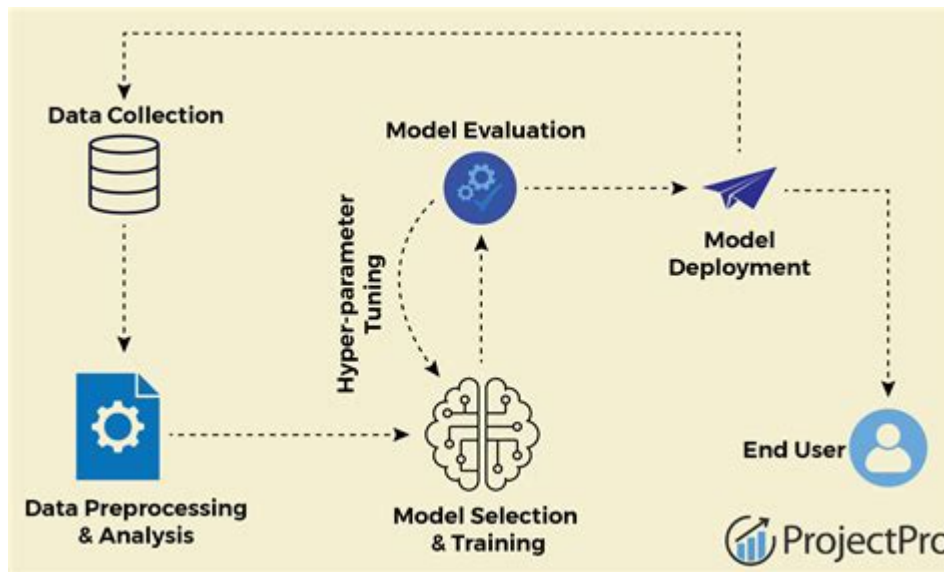 Data Collection
Model Evaluation
Hyper-parameter
Tuning
Model
Deployment
End User
Data Preprocessing
& Analysis
Model Selection
& Training
ProjectPro